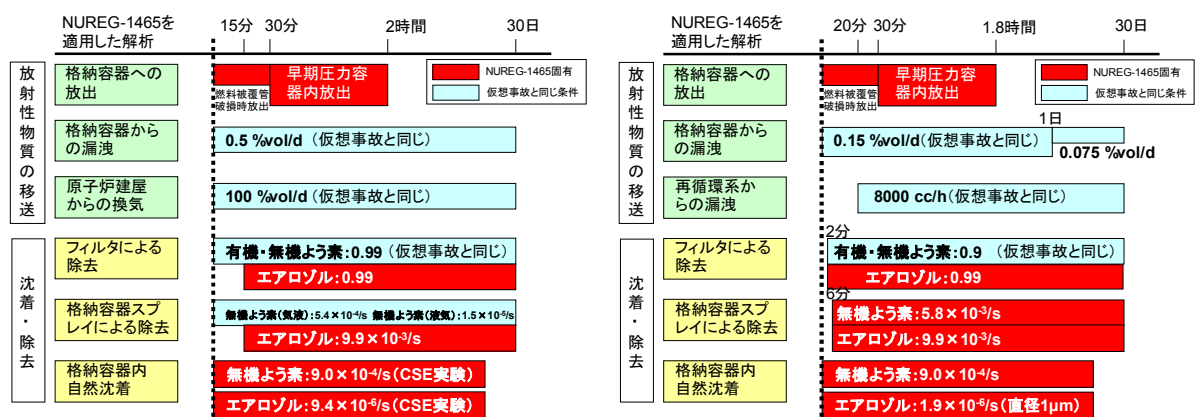 NUREG-1465を
適用した解析
15分
30分
2時間
30日
放射性物質の移送
格納容器への
放出
燃料被覆管
破損時放出
早期圧力容
器内放出
NUREG-1465固有
仮想事故と同じ条件
格納容器から
の漏洩
0.5 %vol/d（仮想事故と同じ）
原子炉建屋
からの換気
100 %vol/d（仮想事故と同じ）
沈着・除去
フィルタによる
除去
有機・無機よう素：0.99 （仮想事故と同じ）
エアロゾル：0.99
格納容器スプ
レイによる除去
無機よう素（気液）：5.4×10⁻⁴/s 無機よう素（液気）：1.5×10⁻⁵/s
エアロゾル：9.9×10⁻³/s
格納容器内
自然沈着
無機よう素：9.0×10⁻⁴/s（CSE実験）
エアロゾル：9.4×10⁻⁶/s（CSE実験）
NUREG-1465を
適用した解析
20分
30分
1.8時間
30日
放射性物質の移送
格納容器への
放出
燃料被覆管
破損時放出
早期圧力容
器内放出
NUREG-1465固有
仮想事故と同じ条件
格納容器から
の漏洩
1日
0.15 %vol/d（仮想事故と同じ）
0.075 %vol/d
再循環系か
らの漏洩
8000 cc/h（仮想事故と同じ）
沈着・除去
フィルタによる
除去
2分
有機・無機よう素：0.9 （仮想事故と同じ）
エアロゾル：0.99
格納容器スプ
レイによる除去
6分
無機よう素：5.8×10⁻³/s
エアロゾル：9.9×10⁻³/s
格納容器内
自然沈着
無機よう素：9.0×10⁻⁴/s
エアロゾル：1.9×10⁻⁶/s（直径1μm）